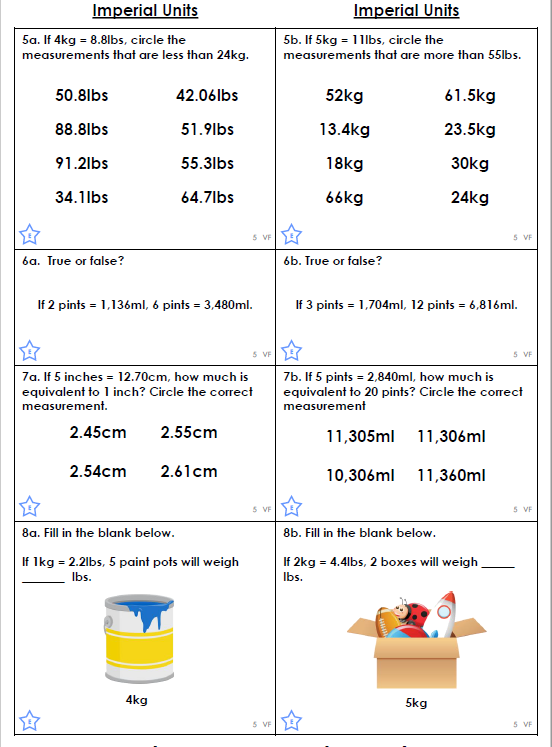 Imperial Units
Imperial Units
5a. If 4kg = 8.8lbs, circle the
measurements that are less than 24kg.
50.8lbs 42.06lbs
88.8lbs 51.9lbs
91.2lbs 55.3lbs
34.1lbs 64.7lbs
E
5 VF
5b. If 5kg = 11lbs, circle the
measurements that are more than 55lbs.
52kg 61.5kg
13.4kg 23.5kg
18kg 30kg
66kg 24kg
E
5 VF
6a. True or false?
If 2 pints = 1,136ml, 6 pints = 3,480ml.
E
5 VF
6b. True or false?
If 3 pints = 1,704ml, 12 pints = 6,816ml.
E
5 VF
7a. If 5 inches = 12.70cm, how much is
equivalent to 1 inch? Circle the correct
measurement.
2.45cm 2.55cm
2.54cm 2.61cm
E
5 VF
7b. If 5 pints = 2,840ml, how much is
equivalent to 20 pints? Circle the correct
measurement
11,305ml 11,306ml
10,306ml 11,360ml
E
5 VF
8a. Fill in the blank below.
If 1kg = 2.2lbs, 5 paint pots will weigh
_______ lbs.
4kg
E
5 VF
8b. Fill in the blank below.
If 2kg = 4.4lbs, 2 boxes will weigh _____
lbs.
5kg
E
5 VF